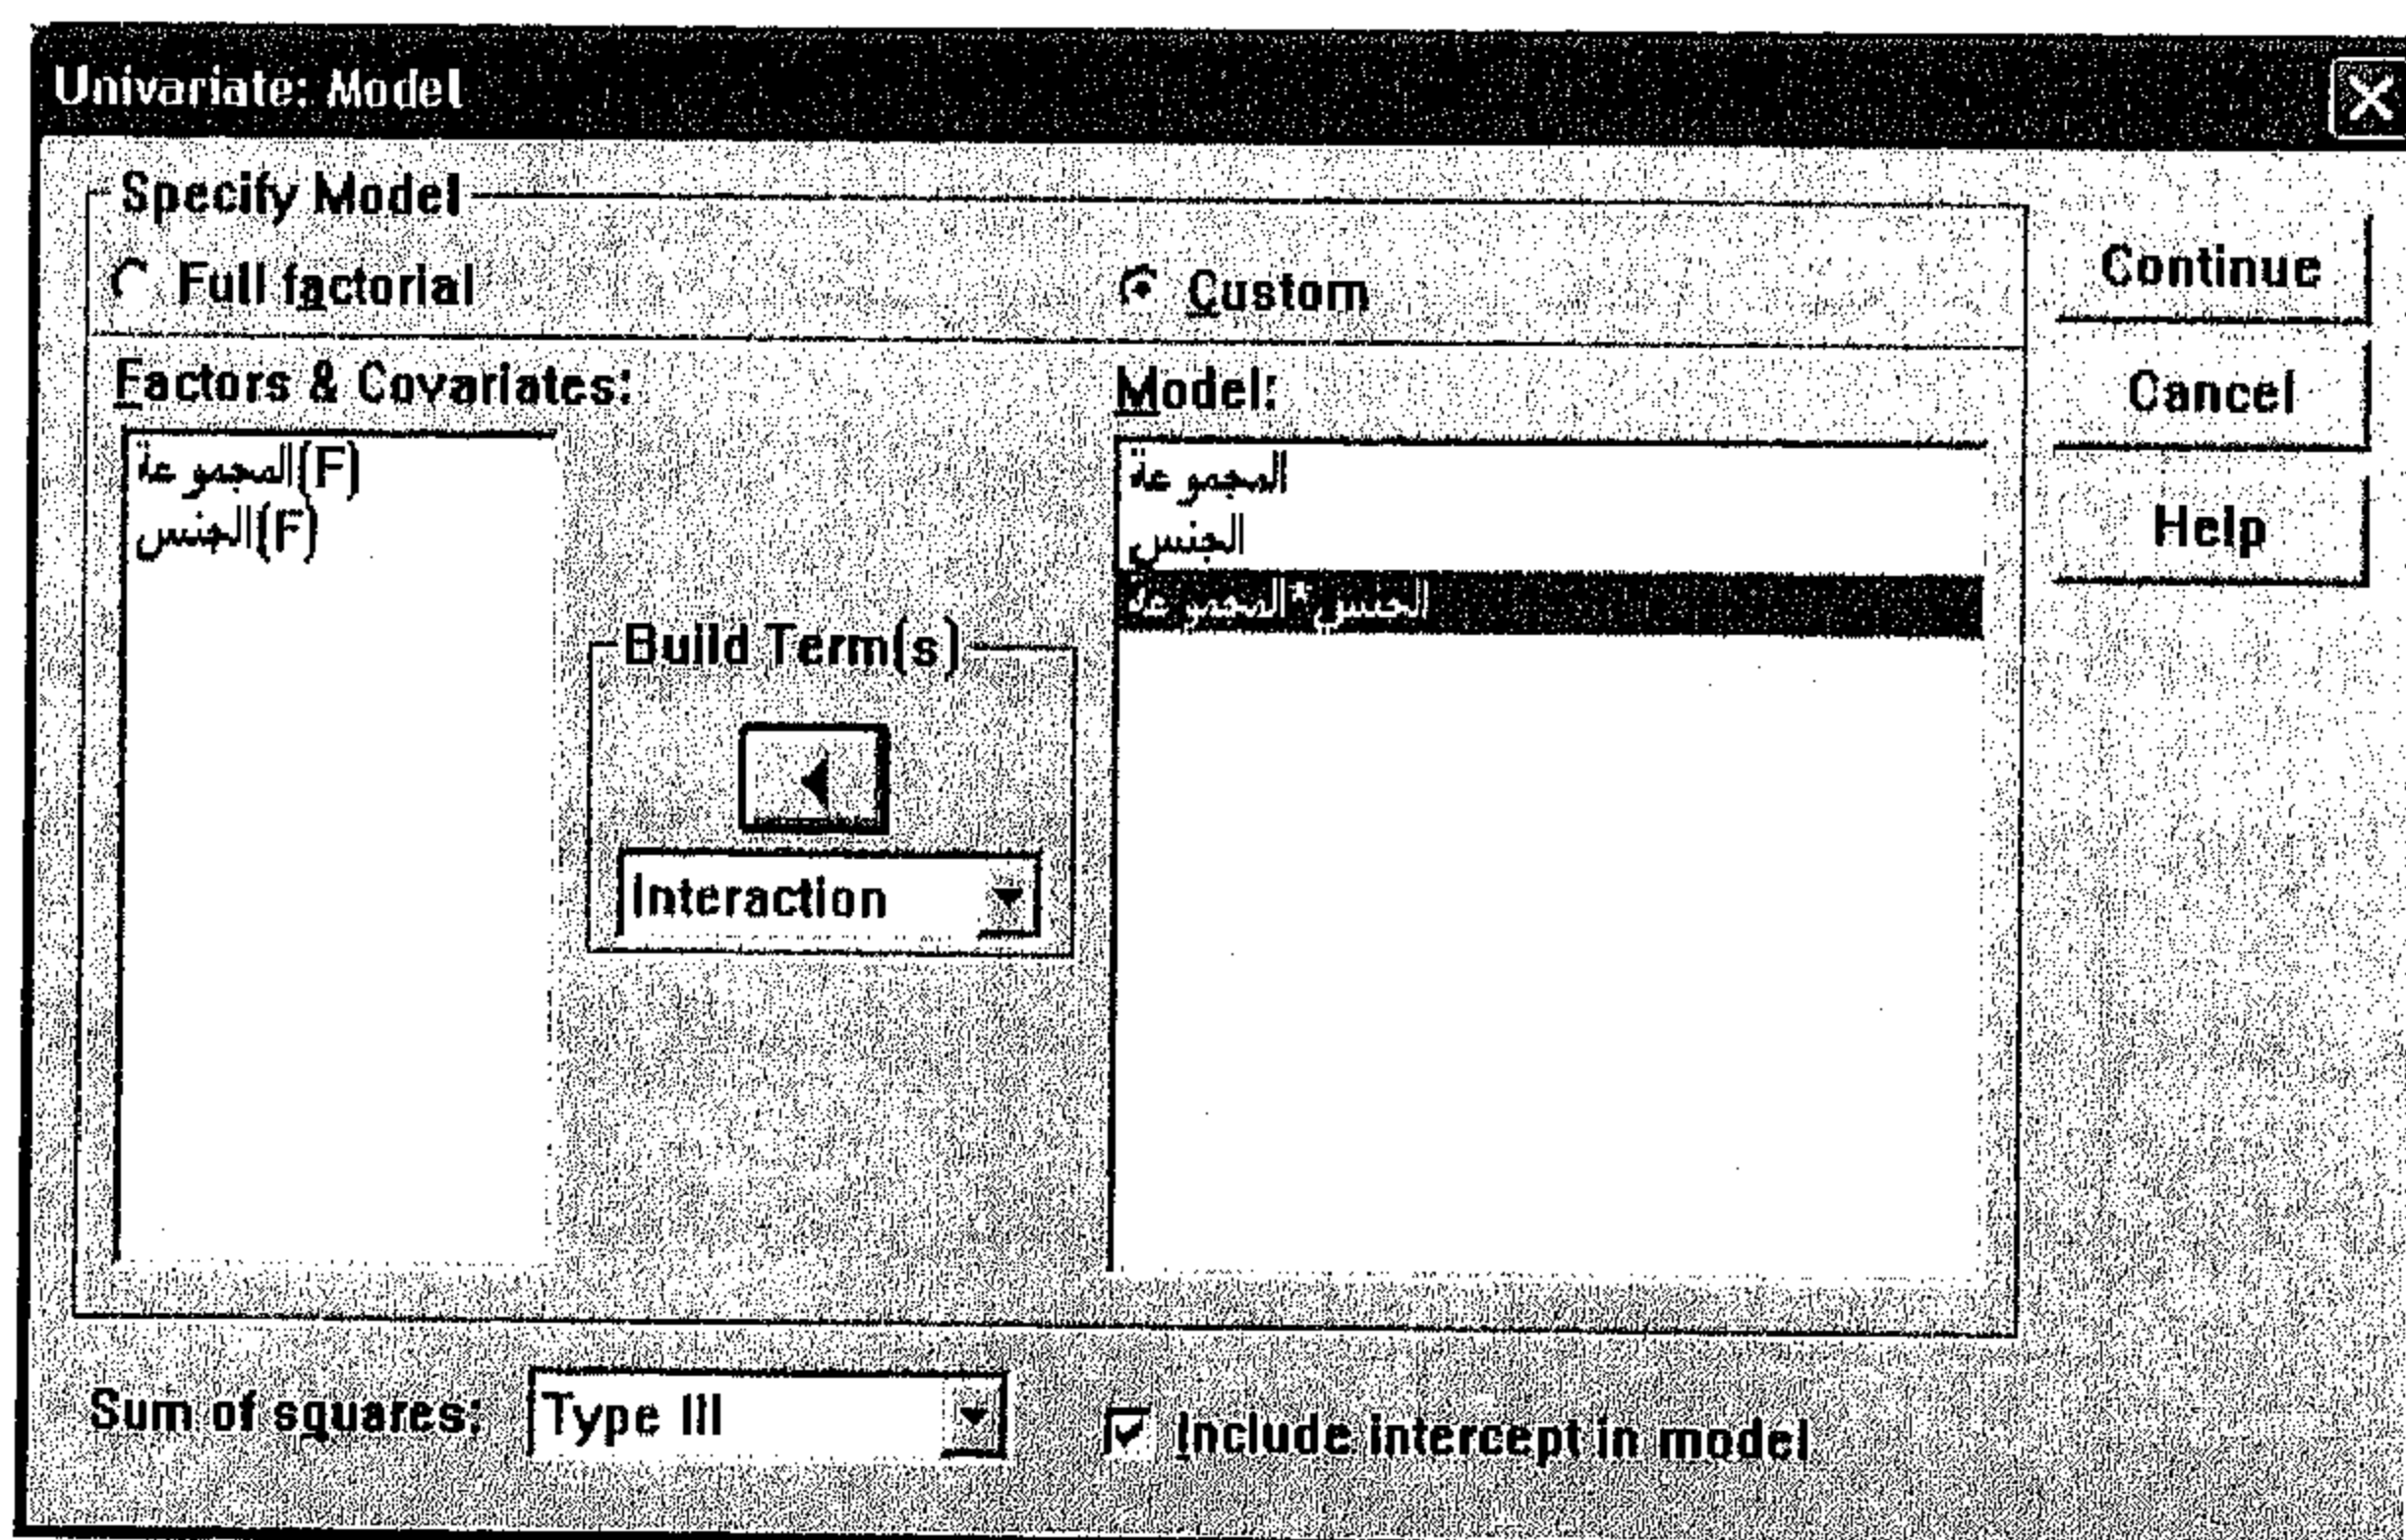 Univariate: Model
Specify Model
Full factorial
Custom
Continue
Factors & Covariates:
Model:
Cancel
المجموعة(F)
الجنس(F)
المجموعة
الجنس
الجنس*المجموعة
Help
Build Term(s)
Interaction
Sum of squares:
Type III
Include intercept in model